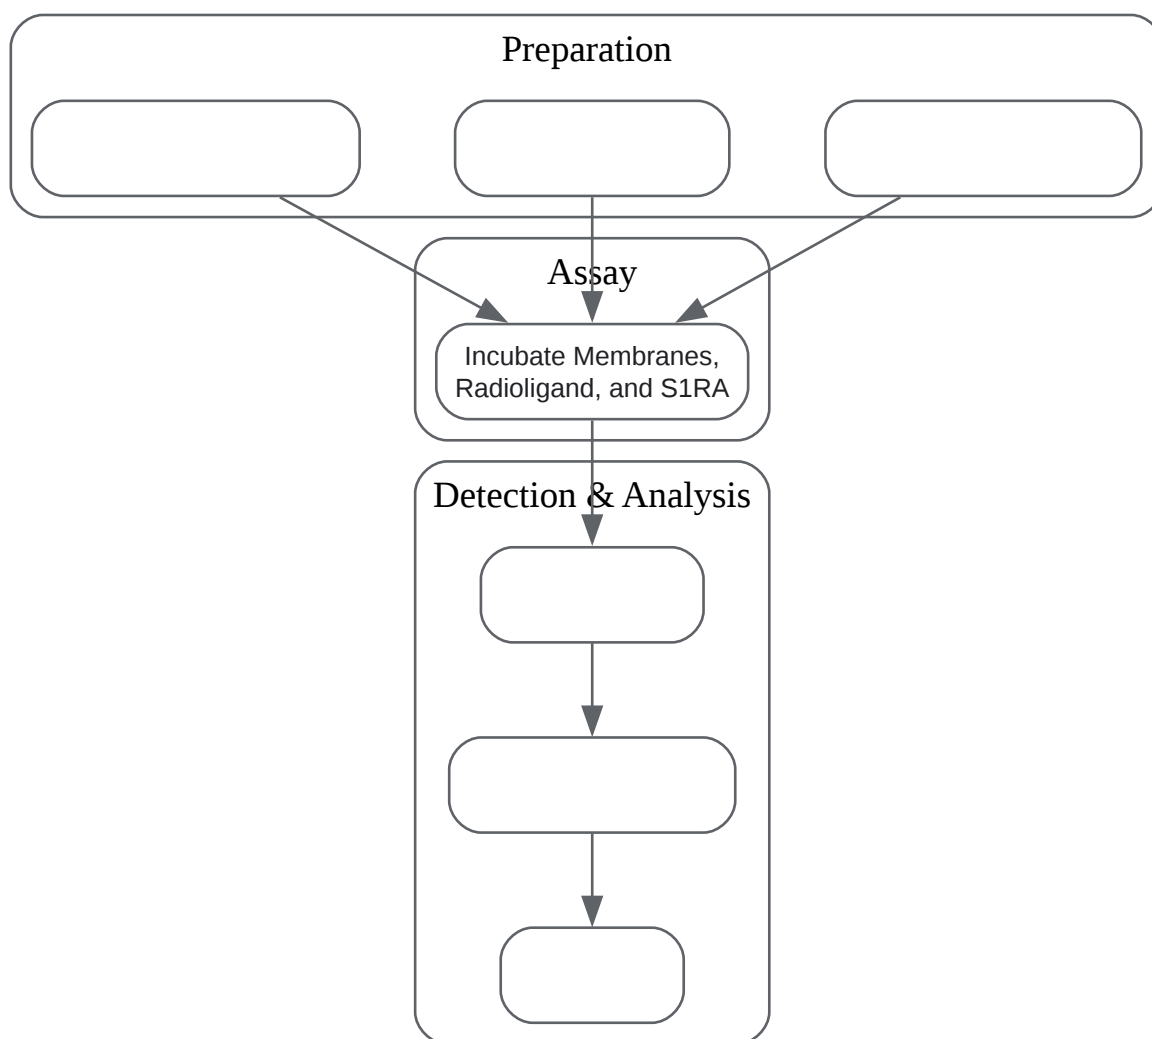 Preparation
Assay
Incubate Membranes,
Radioligand, and S1RA
Detection & Analysis